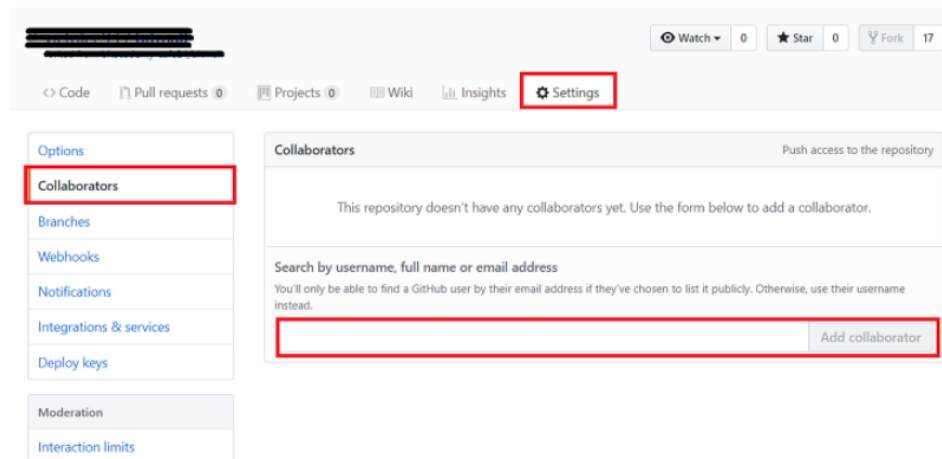 Watch 0 Star 0 Fork 17
<> Code Pull requests 0 Projects 0 Wiki Insights Settings
Options
Collaborators
Branches
Webhooks
Notifications
Integrations & services
Deploy keys
Moderation
Interaction limits
Collaborators Push access to the repository
This repository doesn't have any collaborators yet. Use the form below to add a collaborator.
Search by username, full name or email address
You'll only be able to find a GitHub user by their email address if they've chosen to list it publicly. Otherwise, use their username
instead.
Add collaborator